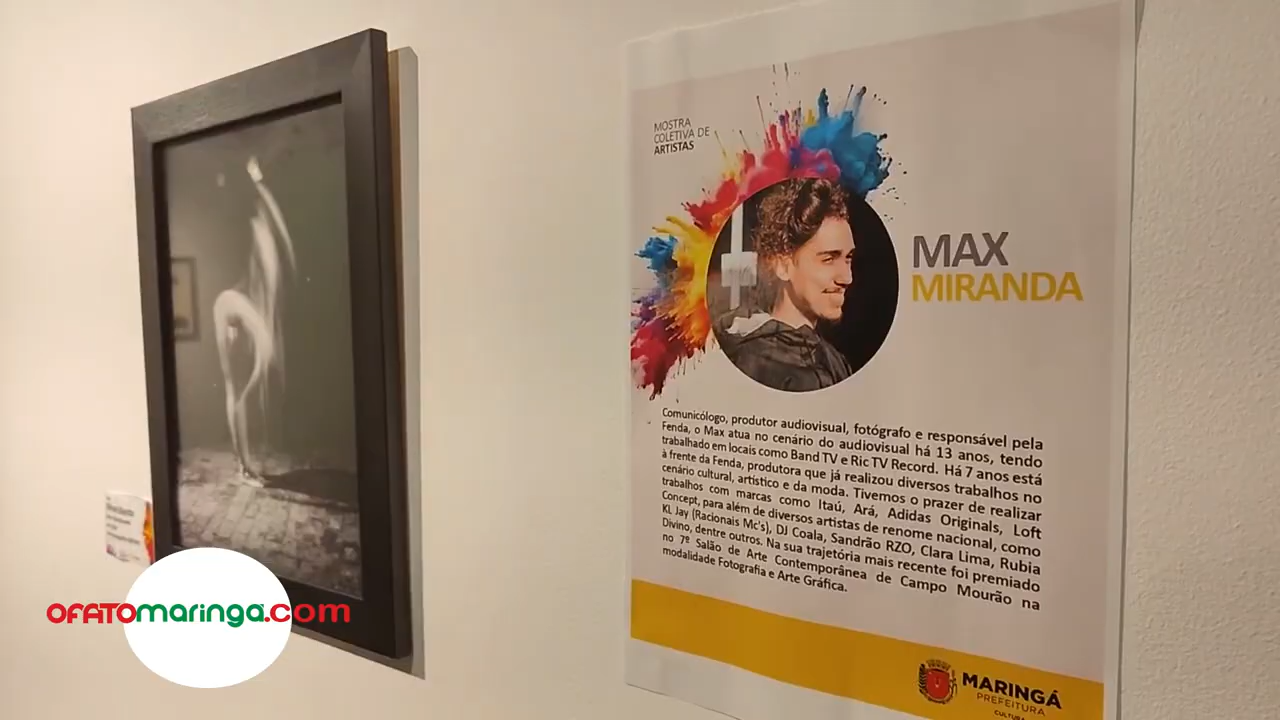 MOSTRA
COLETIVA DE
ARTISTAS
MAX
MIRANDA
Comunicólogo, produtor audiovisual, fotógrafo e responsável pela
Fenda, o Max atua no cenário do audiovisual há 13 anos, tendo
trabalhado em locais como Band TV e Ric TV Record. Há 7 anos está
à frente da Fenda, produtora que já realizou diversos trabalhos no
cenário cultural, artístico e da moda. Tivemos o prazer de realizar
trabalhos com marcas como Itaú, Ará, Adidas Originals, Loft
Concept, para além de diversos artistas de renome nacional, como
KL Jay (Racionais Mc's), DJ Coala, Sandrão RZO, Clara Lima, Rubia
Divino, dentre outros. Na sua trajetória mais recente foi premiado
no 7º Salão de Arte Contemporânea de Campo Mourão na
modalidade Fotografia e Arte Gráfica.
MARINGÁ
PREFEITURA
CULTURA
OFATOmaringá.com